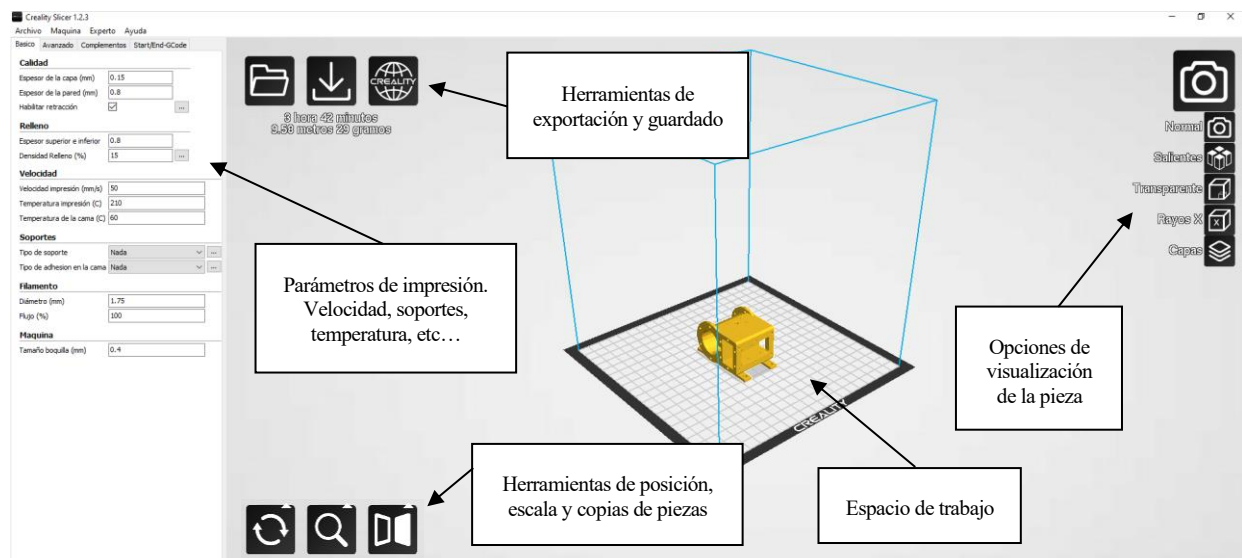 Creality Slicer 1.2.3
Archivo Maquina Experto Ayuda
Basico Avanzado Complementos Start/End-GCode
Calidad
Espesor de la capa (mm) 0.15
Espesor de la pared (mm) 0.8
Habilitar retracción ...
Relleno
Espesor superior e inferior 0.8
Densidad Relleno (%) 15 ...
Velocidad
Velocidad impresión (mm/s) 50
Temperatura impresión (C) 210
Temperatura de la cama (C) 60
Soportes
Tipo de soporte Nada ...
Tipo de adhesion en la cama Nada ...
Filamento
Diámetro (mm) 1.75
Flujo (%) 100
Maquina
Tamaño boquilla (mm) 0.4
CREALITY
3 hora 42 minutos
9.58 metros 29 gramos
Herramientas de
exportación y guardado
Normal
Salientes
Transparente
Rayos X
X
Capas
Parámetros de impresión.
Velocidad, soportes,
temperatura, etc…
Opciones de
visualización
de la pieza
CREALITY
Herramientas de posición,
escala y copias de piezas
Espacio de trabajo